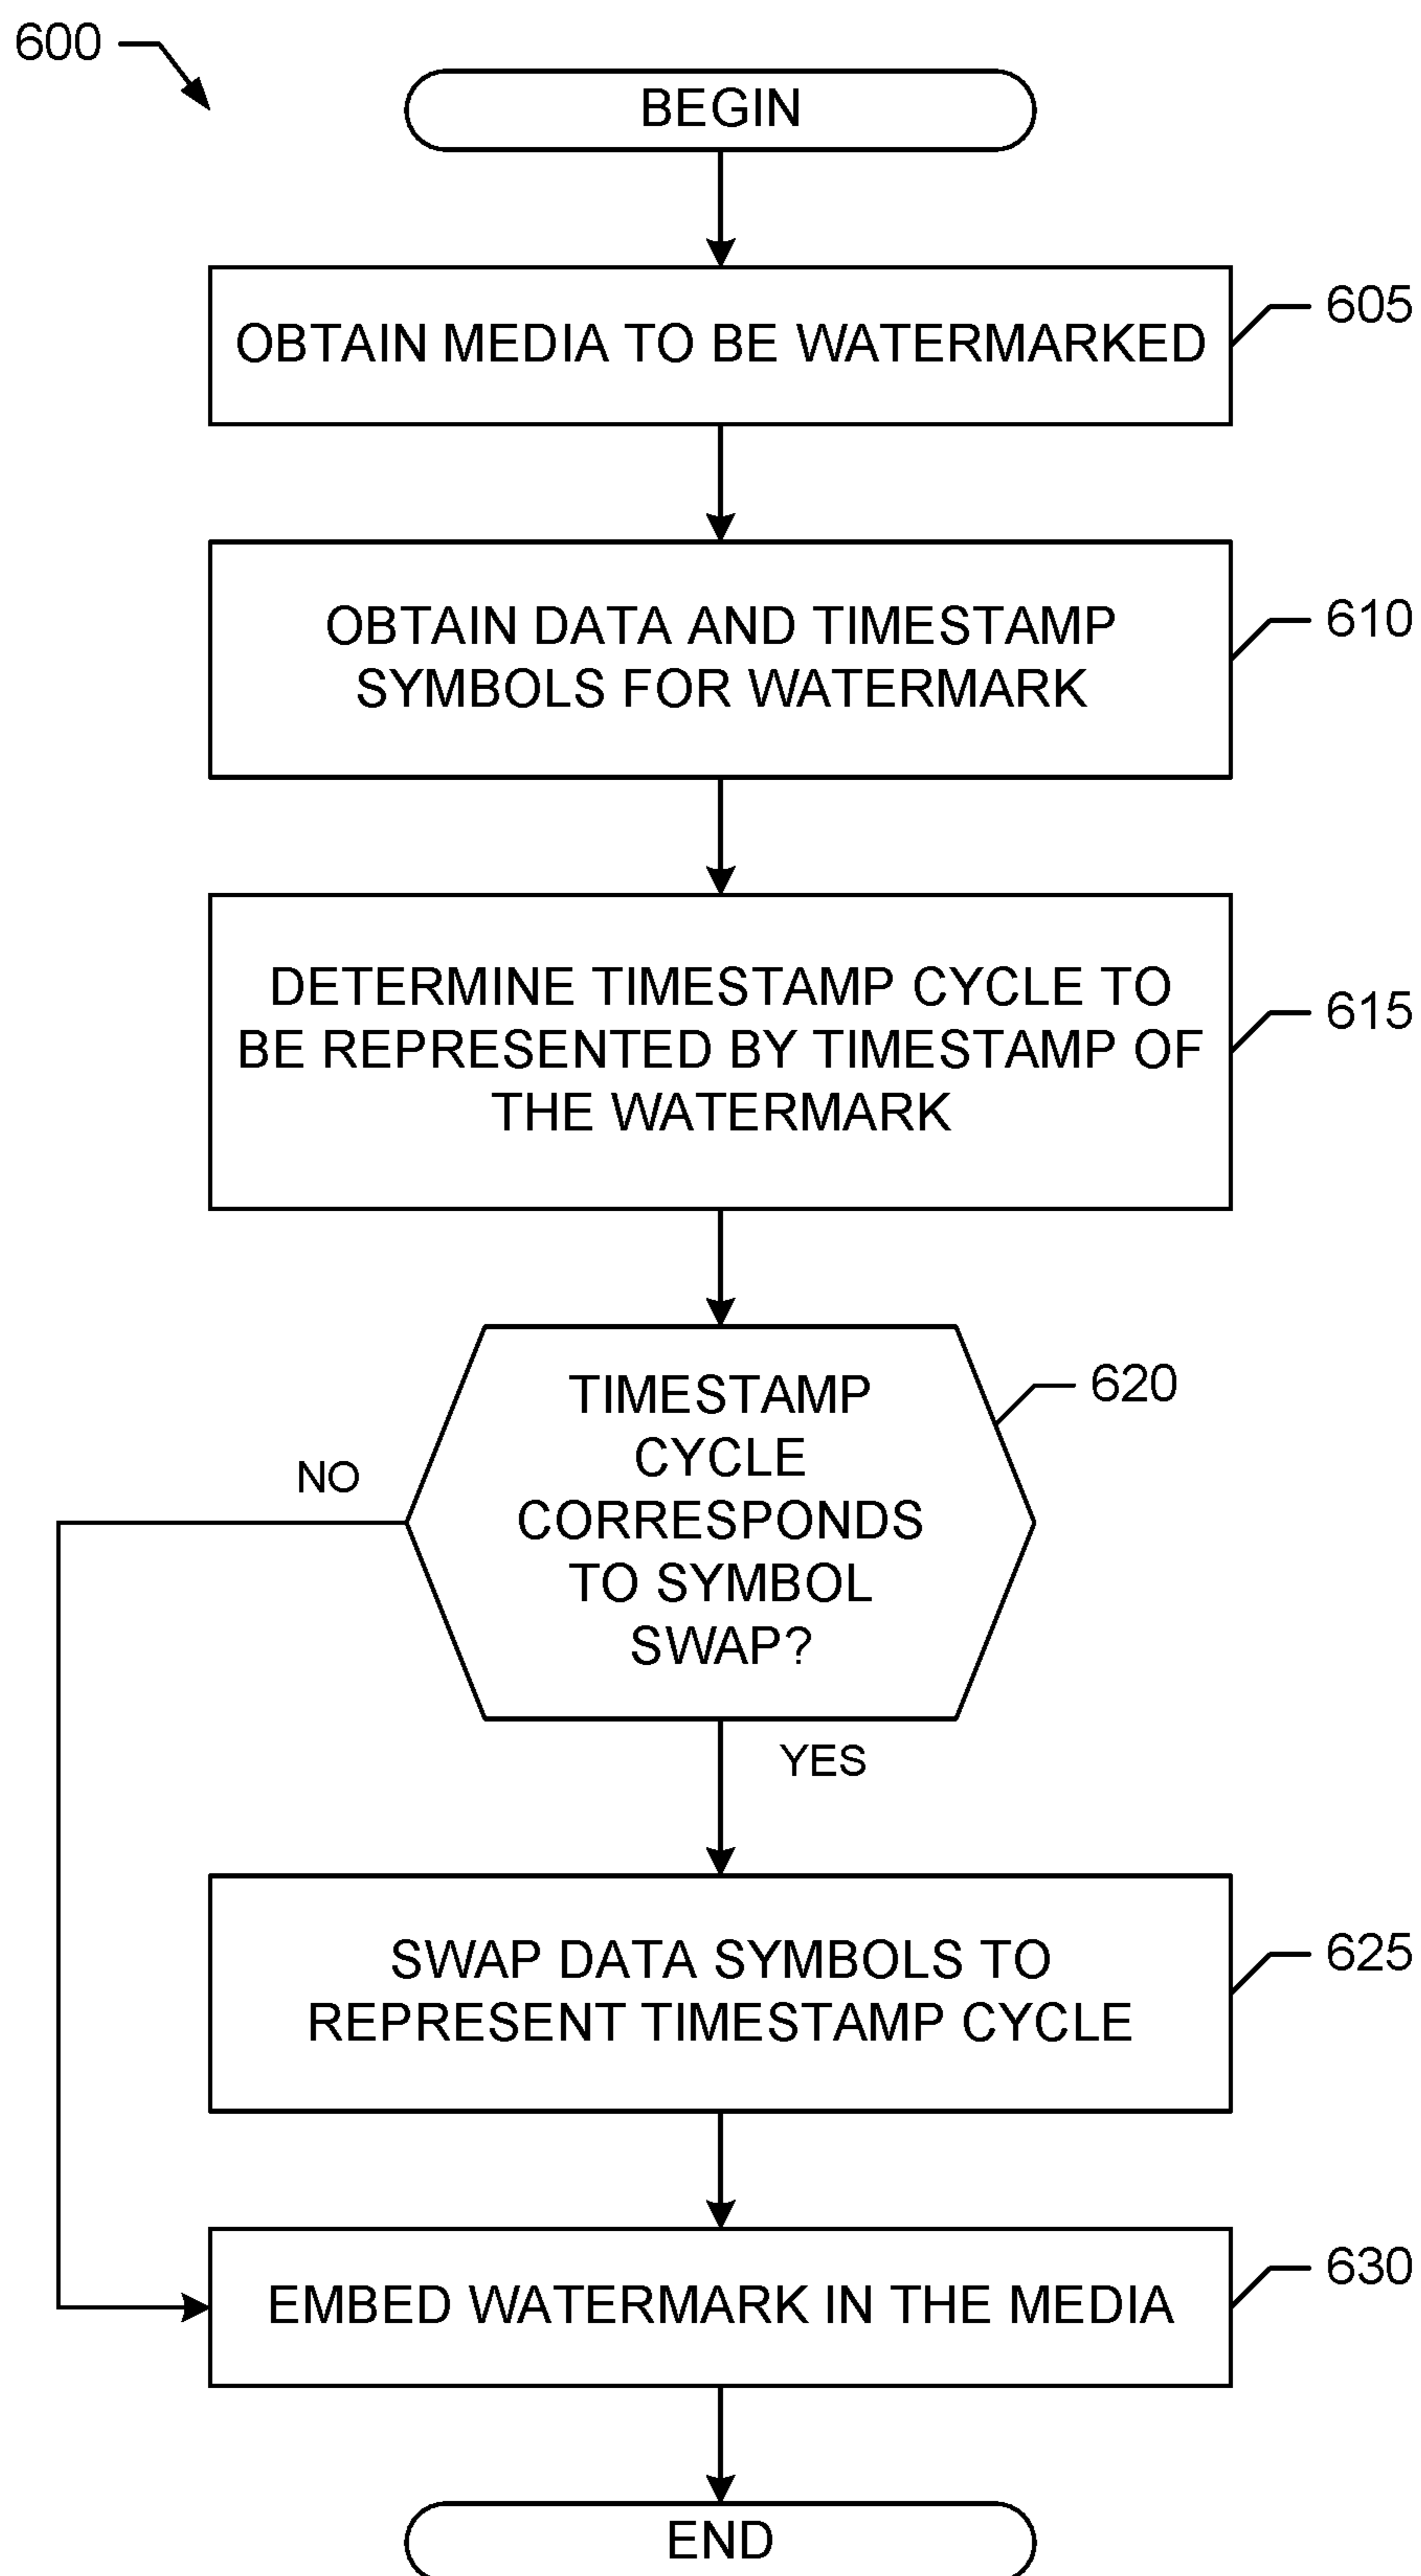 600
BEGIN
OBTAIN MEDIA TO BE WATERMARKED
605
OBTAIN DATA AND TIMESTAMP
SYMBOLS FOR WATERMARK
610
DETERMINE TIMESTAMP CYCLE TO
BE REPRESENTED BY TIMESTAMP OF
THE WATERMARK
615
TIMESTAMP
CYCLE
CORRESPONDS
TO SYMBOL
SWAP?
620
NO
YES
SWAP DATA SYMBOLS TO
REPRESENT TIMESTAMP CYCLE
625
EMBED WATERMARK IN THE MEDIA
630
END